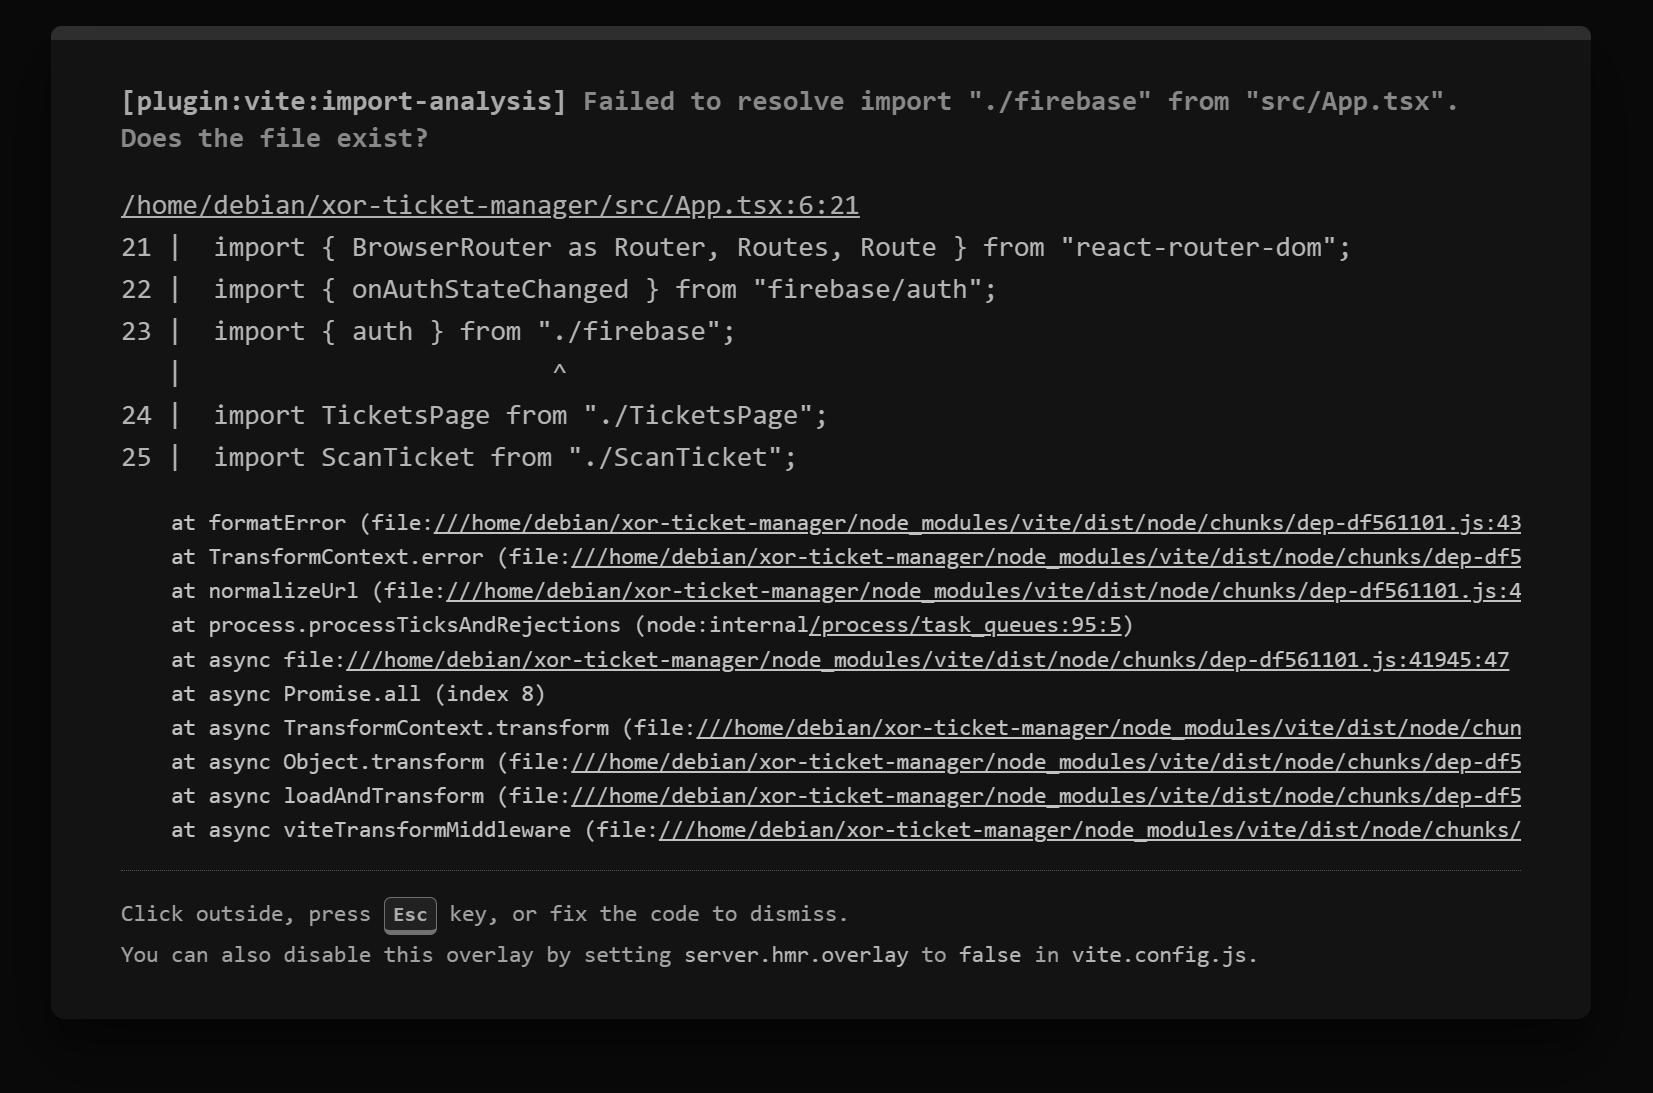 [plugin:vite:import-analysis] Failed to resolve import "./firebase" from "src/App.tsx".
Does the file exist?
/home/debian/xor-ticket-manager/src/App.tsx:6:21
21 |  import { BrowserRouter as Router, Routes, Route } from "react-router-dom";
22 |  import { onAuthStateChanged } from "firebase/auth";
23 |  import { auth } from "./firebase";
   |                        ^
24 |  import TicketsPage from "./TicketsPage";
25 |  import ScanTicket from "./ScanTicket";
    at formatError (file:///home/debian/xor-ticket-manager/node_modules/vite/dist/node/chunks/dep-df561101.js:43
    at TransformContext.error (file:///home/debian/xor-ticket-manager/node_modules/vite/dist/node/chunks/dep-df5
    at normalizeUrl (file:///home/debian/xor-ticket-manager/node_modules/vite/dist/node/chunks/dep-df561101.js:4
    at process.processTicksAndRejections (node:internal/process/task_queues:95:5)
    at async file:///home/debian/xor-ticket-manager/node_modules/vite/dist/node/chunks/dep-df561101.js:41945:47
    at async Promise.all (index 8)
    at async TransformContext.transform (file:///home/debian/xor-ticket-manager/node_modules/vite/dist/node/chun
    at async Object.transform (file:///home/debian/xor-ticket-manager/node_modules/vite/dist/node/chunks/dep-df5
    at async loadAndTransform (file:///home/debian/xor-ticket-manager/node_modules/vite/dist/node/chunks/dep-df5
    at async viteTransformMiddleware (file:///home/debian/xor-ticket-manager/node_modules/vite/dist/node/chunks/
Click outside, press Esc key, or fix the code to dismiss.
You can also disable this overlay by setting server.hmr.overlay to false in vite.config.js.